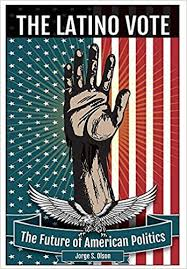 THE LATINO VOTE
The Future of American Politics
Jorge S. Olson